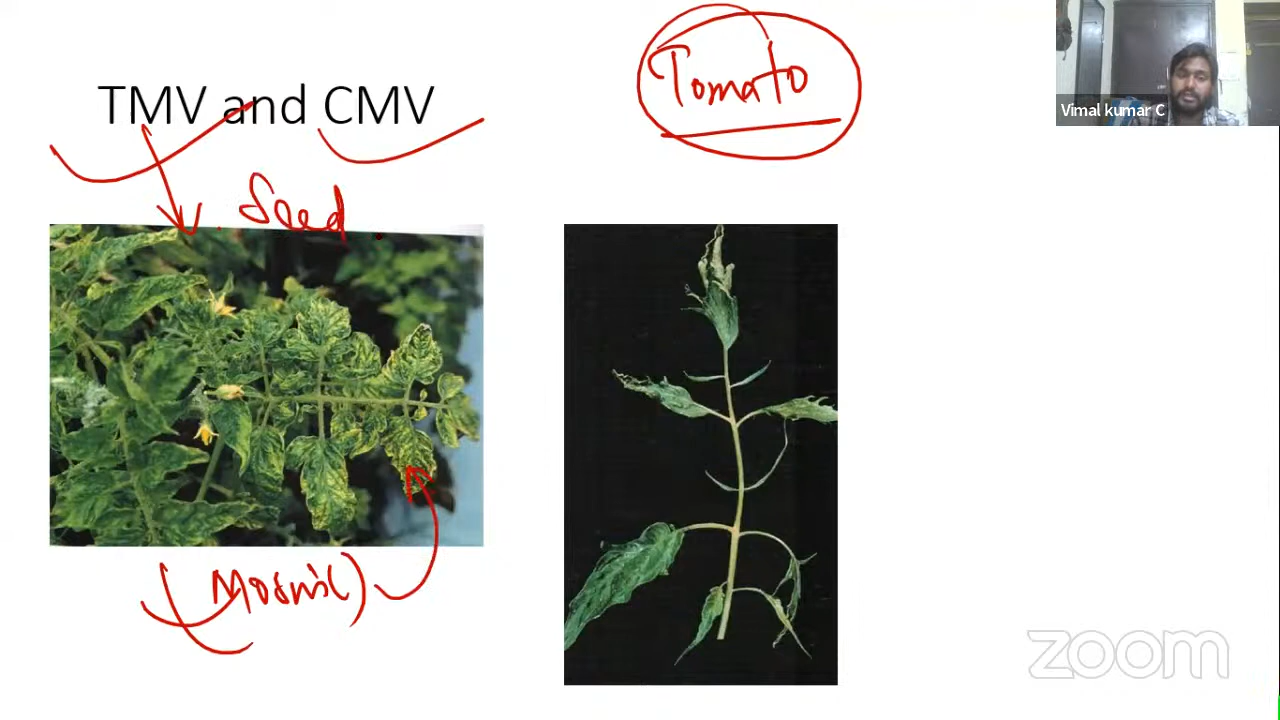 Tomato
TMV and CMV
Vimal kumar C
Seed
(Mosaic)
zoom